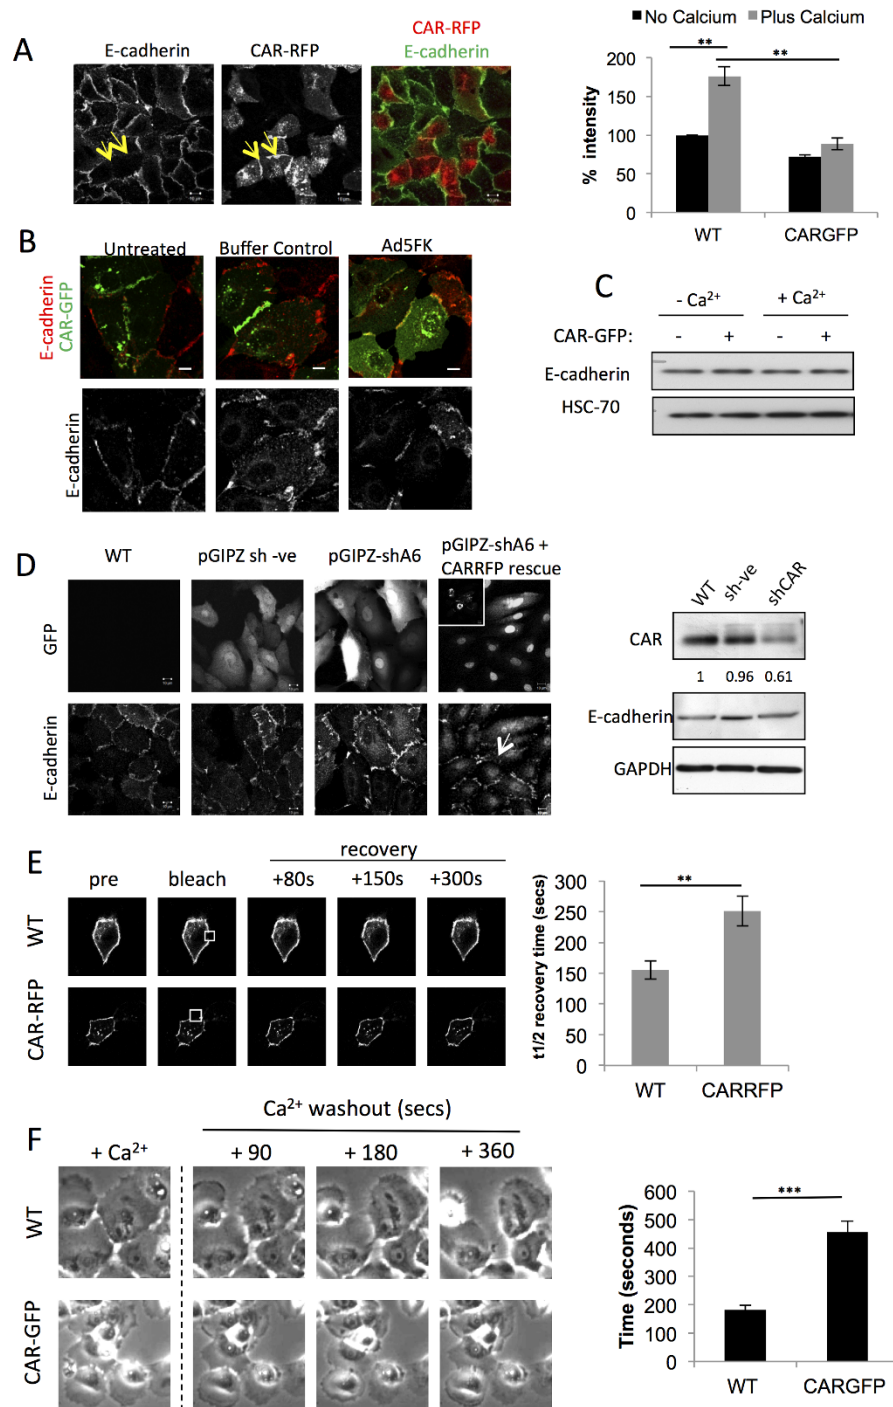 A
E-cadherin
CAR-RFP
CAR-RFP
E-cadherin
No Calcium
Plus Calcium
% intensity
200
150
100
50
0
**
**
WT
CARGFP
B
Untreated
Buffer Control
Ad5FK
E-cadherin
CAR-GFP
E-cadherin
C
- Ca²⁺
+ Ca²⁺
CAR-GFP:
-
+
-
+
E-cadherin
HSC-70
D
WT
pGIPZ sh -ve
pGIPZ-shA6
pGIPZ-shA6 +
CARRFP rescue
GFP
E-cadherin
WT
sh-ve
shCAR
CAR
1
0.96
0.61
E-cadherin
GAPDH
E
recovery
pre
bleach
+80s
+150s
+300s
WT
CAR-RFP
t1/2 recovery time (secs)
300
250
200
150
100
50
0
**
WT
CARRFP
F
Ca²⁺ washout (secs)
+ Ca²⁺
+ 90
+ 180
+ 360
WT
CAR-GFP
Time (seconds)
600
500
400
300
200
100
0
***
WT
CARGFP